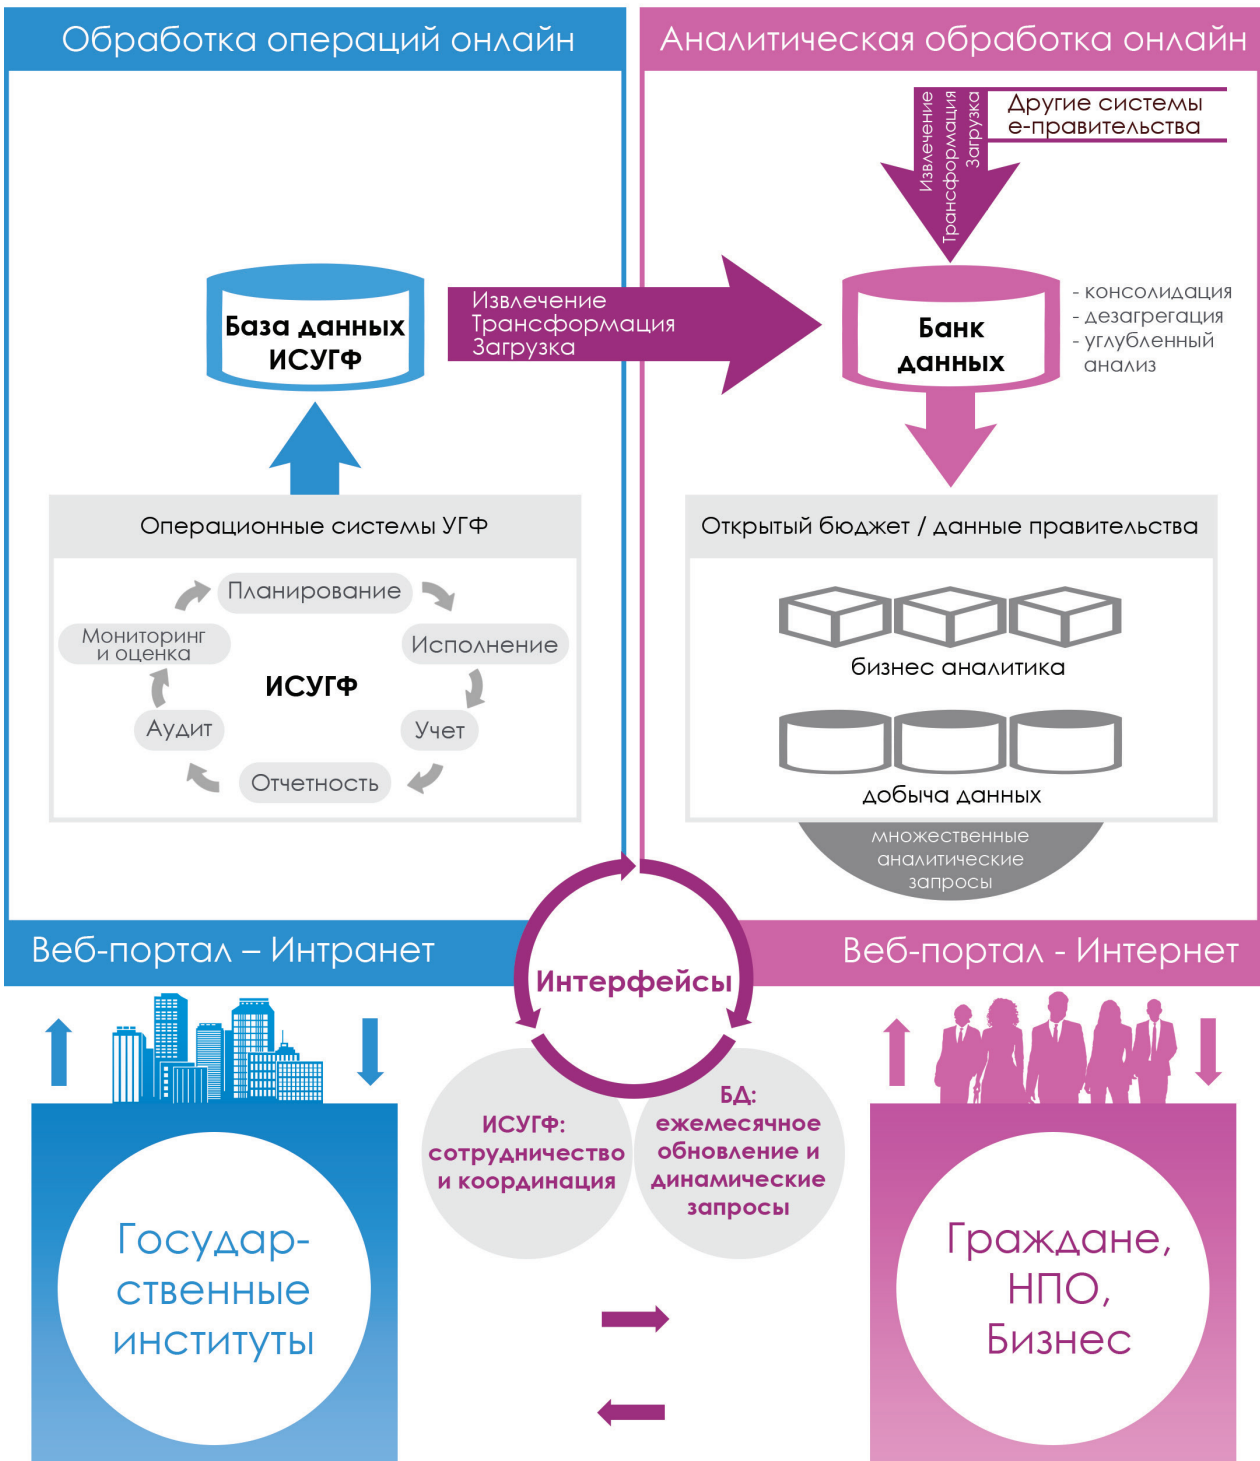 Обработка операций онлайн
Аналитическая обработка онлайн
Извлечение
Трансформация
Загрузка
Другие системы
е-правительства
База данных
ИСУГФ
Извлечение
Трансформация
Загрузка
Банк
данных
- консолидация
- дезагрегация
- углубленный
анализ
Операционные системы УГФ
Планирование
Исполнение
Учет
Отчетность
Аудит
Мониторинг
и оценка
ИСУГФ
Открытый бюджет / данные правительства
бизнес аналитика
добыча данных
множественные
аналитические
запросы
Веб-портал – Интранет
Интерфейсы
Веб-портал - Интернет
ИСУГФ:
сотрудничество
и координация
БД:
ежемесячное
обновление и
динамические
запросы
Государ-
ственные
институты
Граждане,
НПО,
Бизнес